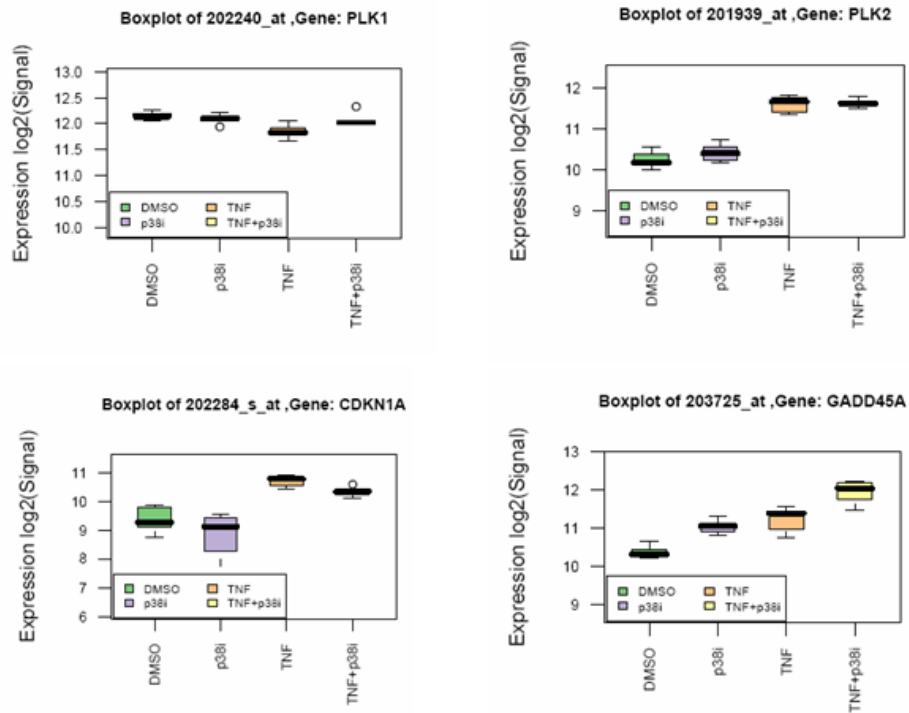 Boxplot of 202240_at ,Gene: PLK1
Expression log2(Signal)
13.0
12.5
12.0
11.5
11.0
10.5
10.0
DMSO TNF
p38i TNF+p38i
DMSO
p38i
TNF
TNF+p38i
Boxplot of 201939_at ,Gene: PLK2
Expression log2(Signal)
12
11
10
9
DMSO TNF
p38i TNF+p38i
DMSO
p38i
TNF
TNF+p38i
Boxplot of 202284_s_at ,Gene: CDKN1A
Expression log2(Signal)
11
10
9
8
7
6
DMSO TNF
p38i TNF+p38i
DMSO
p38i
TNF
TNF+p38i
Boxplot of 203725_at ,Gene: GADD45A
Expression log2(Signal)
13
12
11
10
9
DMSO TNF
p38i TNF+p38i
DMSO
p38i
TNF
TNF+p38i